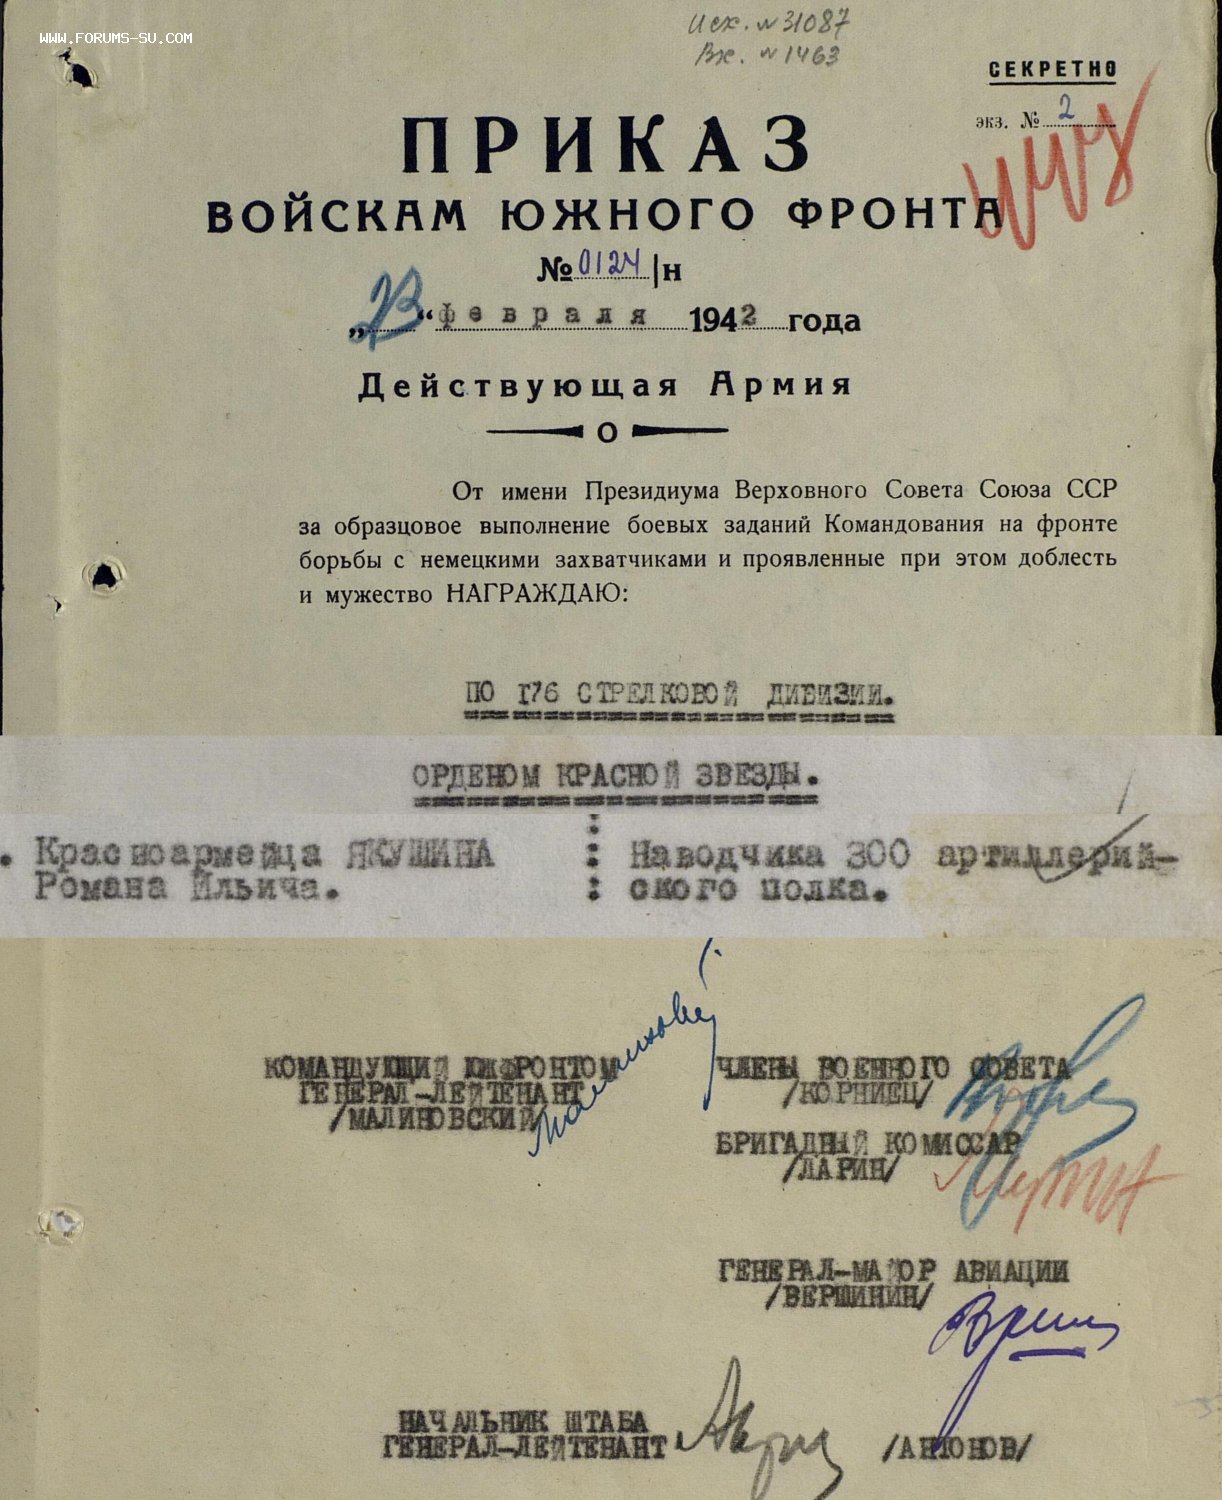 WWW.FORUMS-SU.COM
Исх. № 31087
Вх. № 1463
СЕКРЕТНО
экз. № 2
ПРИКАЗ
ВОЙСКАМ ЮЖНОГО ФРОНТА
№ 0124/н
„23“ февраля 1942 года
Действующая Армия
От имени Президиума Верховного Совета Союза ССР
за образцовое выполнение боевых заданий Командования на фронте
борьбы с немецкими захватчиками и проявленные при этом доблесть
и мужество НАГРАЖДАЮ:
ПО 176 СТРЕЛКОВОЙ ДИВИЗИИ.
ОРДЕНОМ КРАСНОЙ ЗВЕЗДЫ.
. Красноармейца ЯКУШИНА : Наводчика 300 артиллерий-
Романа Ильича. : ского полка.
КОМАНДУЮЩИЙ ЮЖФРОНТОМ
ГЕНЕРАЛ-ЛЕЙТЕНАНТ
/МАЛИНОВСКИЙ/
Малиновский
ЧЛЕНЫ ВОЕННОГО СОВЕТА
/КОРНИЕЦ/
БРИГАДНЫЙ КОМИССАР
/ЛАРИН/
ГЕНЕРАЛ-МАЙОР АВИАЦИИ
/ВЕРШИНИН/
НАЧАЛЬНИК ШТАБА
ГЕНЕРАЛ-ЛЕЙТЕНАНТ /АНТОНОВ/